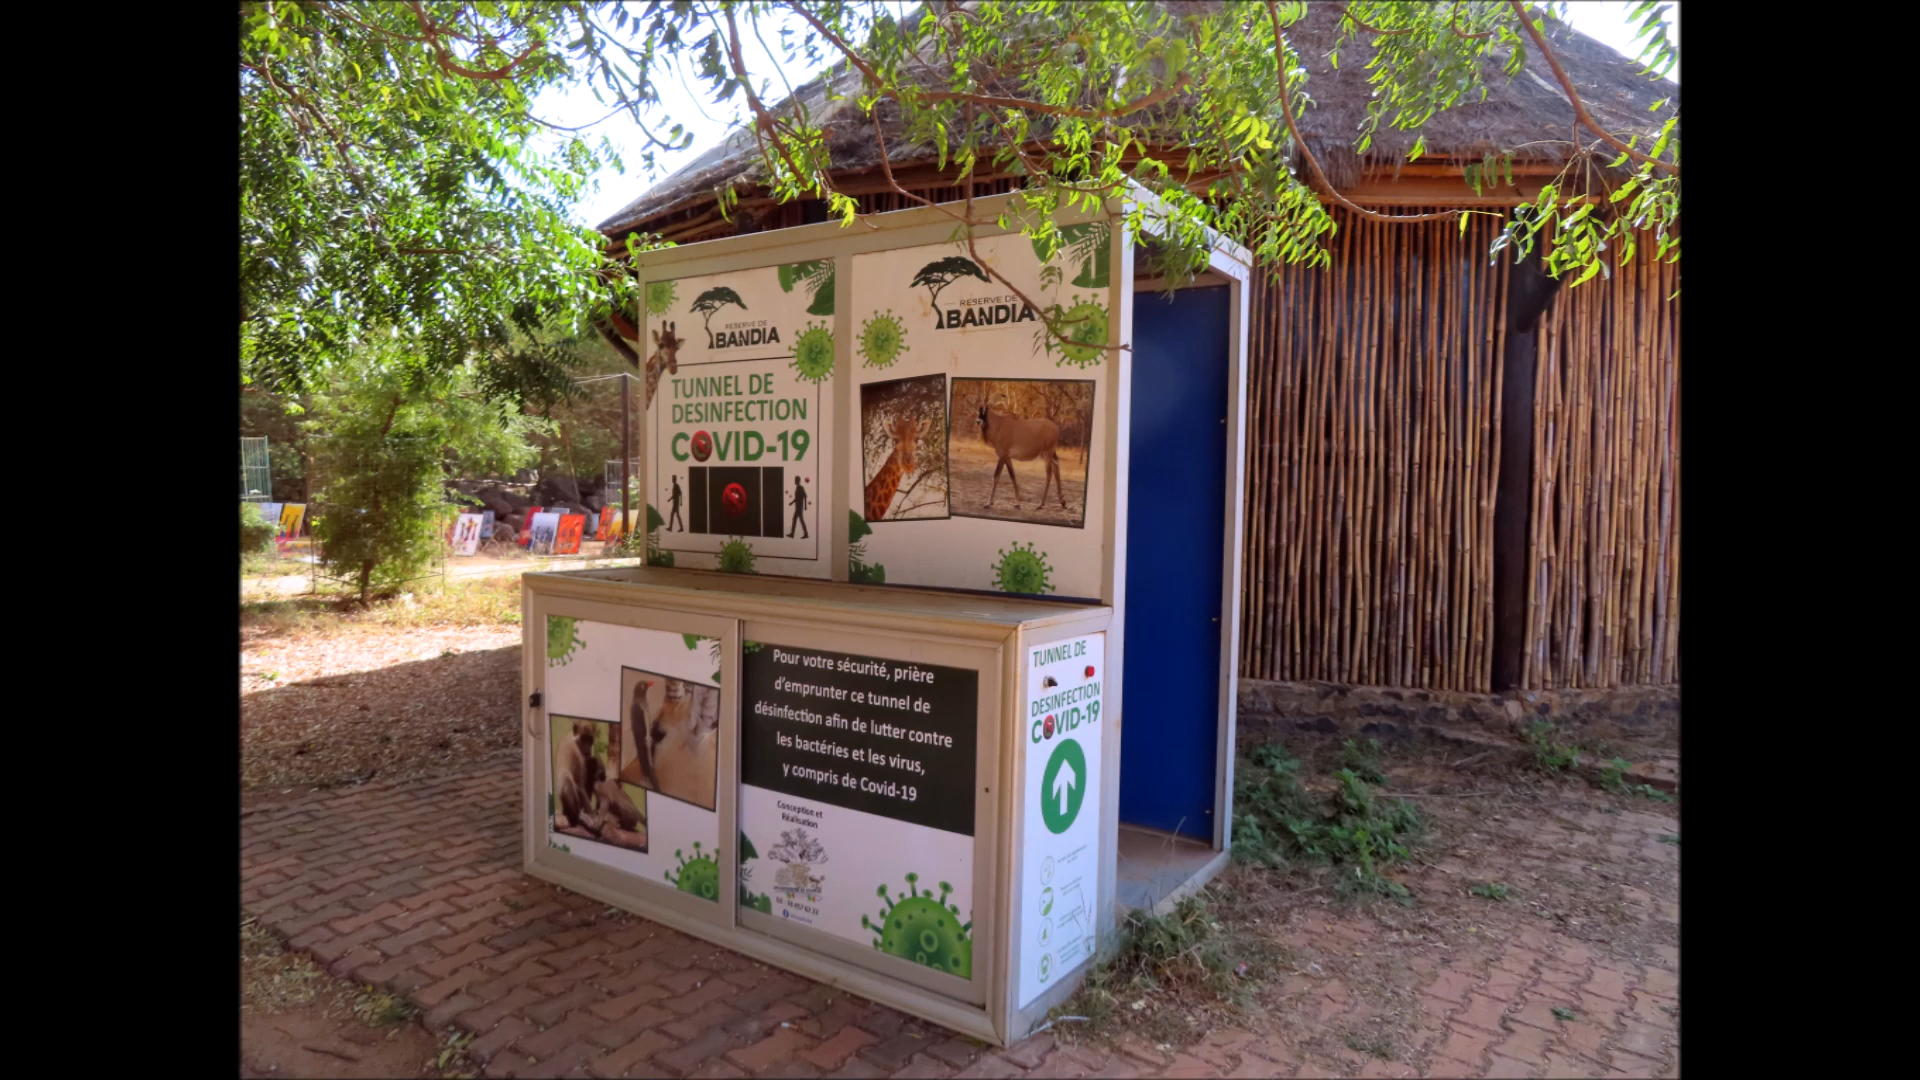 RESERVE DE
BANDIA
TUNNEL DE
DESINFECTION
COVID-19
RESERVE DE
BANDIA
Pour votre sécurité, prière
d'emprunter ce tunnel de
désinfection afin de lutter contre
les bactéries et les virus,
y compris de Covid-19
Conception et
Réalisation
TUNNEL DE
DESINFECTION
COVID-19